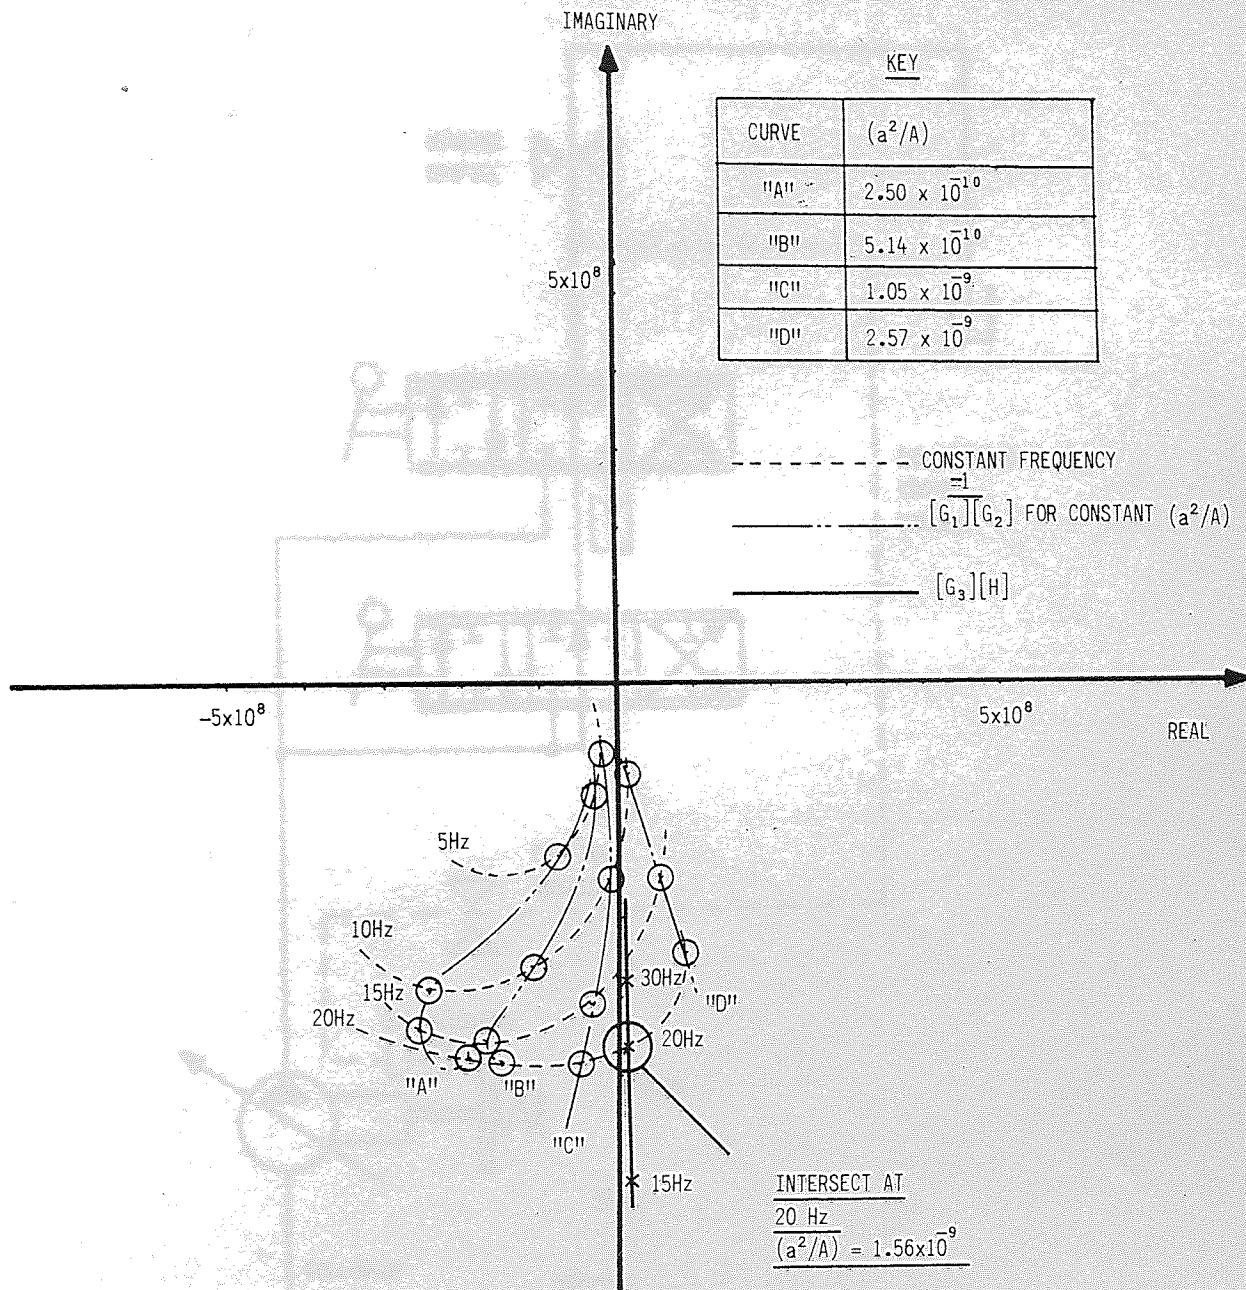 IMAGINARY
KEY
CURVE (a²/A)
"A" 2.50 x 10⁻¹⁰
"B" 5.14 x 10⁻¹⁰
"C" 1.05 x 10⁻⁹
"D" 2.57 x 10⁻⁹
5x10⁸
CONSTANT FREQUENCY
[G₁]⁻¹[G₂] FOR CONSTANT (a²/A)
[G₃][H]
-5x10⁸
5x10⁸
REAL
5Hz
10Hz
15Hz
20Hz
30Hz
"D"
20Hz
"A"
"B"
"C"
15Hz
INTERSECT AT
20 Hz
(a²/A) = 1.56x10⁻⁹